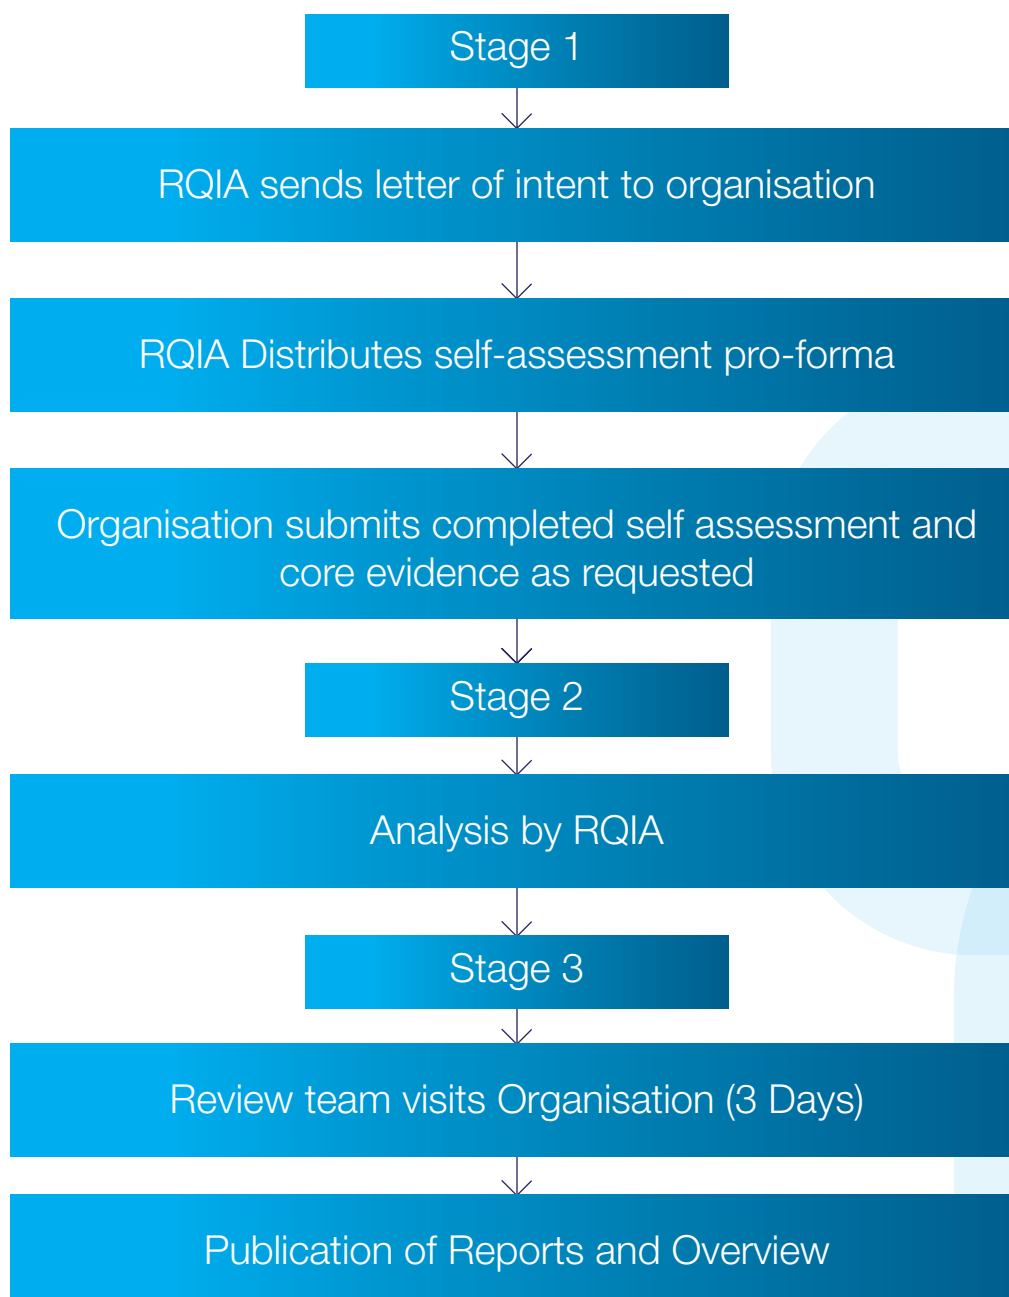 Stage 1
RQIA sends letter of intent to organisation
RQIA Distributes self-assessment pro-forma
Organisation submits completed self assessment and
core evidence as requested
Stage 2
Analysis by RQIA
Stage 3
Review team visits Organisation (3 Days)
Publication of Reports and Overview